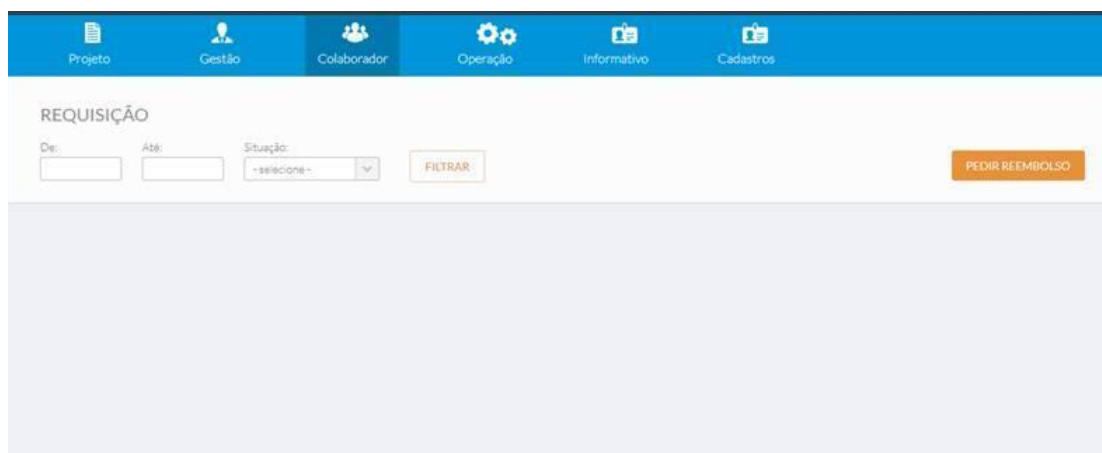 Projeto Gestão Colaborador Operação Informativo Cadastros
REQUISIÇÃO
De: Até: Situação:
-selecione- FILTRAR PEDIR REEMBOLSO